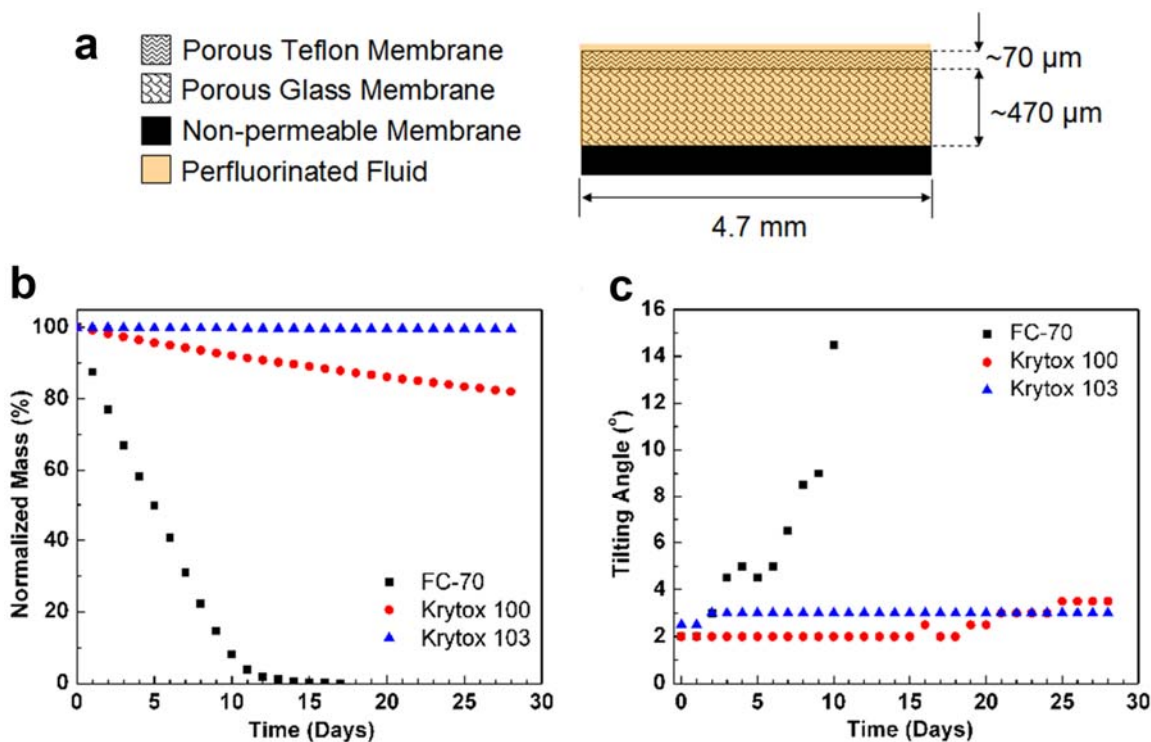 a
Porous Teflon Membrane
Porous Glass Membrane
Non-permeable Membrane
Perfluorinated Fluid
~70 µm
~470 µm
4.7 mm
b
Normalized Mass (%)
100
80
60
40
20
0
FC-70
Krytox 100
Krytox 103
0 5 10 15 20 25 30
Time (Days)
c
Tilting Angle (°)
16
14
12
10
8
6
4
2
0
FC-70
Krytox 100
Krytox 103
0 5 10 15 20 25 30
Time (Days)